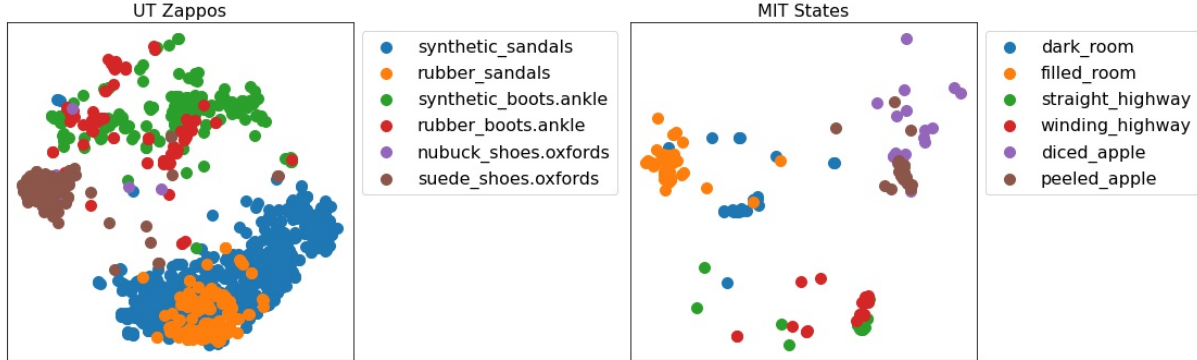 UT Zappos
synthetic_sandals
rubber_sandals
synthetic_boots.ankle
rubber_boots.ankle
nubuck_shoes.oxfords
suede_shoes.oxfords
MIT States
dark_room
filled_room
straight_highway
winding_highway
diced_apple
peeled_apple